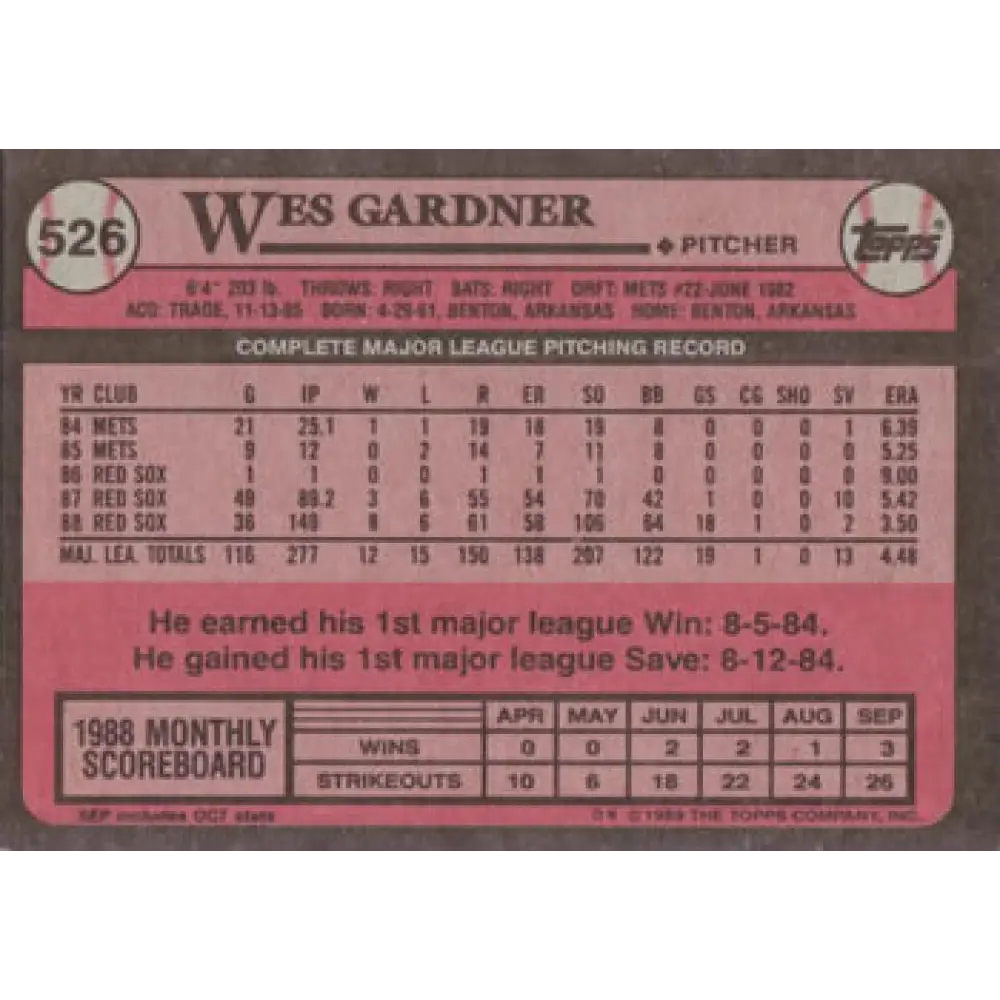 526
WES GARDNER
PITCHER
Topps®
6'4" 203 lb. THROWS: RIGHT BATS: RIGHT DRFT: METS #22-JUNE 1982
ACQ: TRADE, 11-13-85 BORN: 4-29-61, BENTON, ARKANSAS HOME: BENTON, ARKANSAS
COMPLETE MAJOR LEAGUE PITCHING RECORD
YR CLUB G IP W L R ER SO BB GS CG SHO SV ERA
84 METS 21 25.1 1 1 19 18 19 8 0 0 0 1 6.39
85 METS 9 12 0 2 14 7 11 8 0 0 0 0 5.25
86 RED SOX 1 1 0 0 1 1 1 0 0 0 0 0 9.00
87 RED SOX 49 89.2 3 6 55 54 70 42 1 0 0 10 5.42
88 RED SOX 36 149 8 6 61 58 106 64 18 1 0 2 3.50
MAJ. LEA. TOTALS 116 277 12 15 150 138 207 122 19 1 0 13 4.48
He earned his 1st major league Win: 8-5-84.
He gained his 1st major league Save: 8-12-84.
1988 MONTHLY SCOREBOARD
APR MAY JUN JUL AUG SEP
WINS 0 0 2 2 1 3
STRIKEOUTS 10 6 18 22 24 26
SEP includes OCT stats
© 1989 THE TOPPS COMPANY, INC.